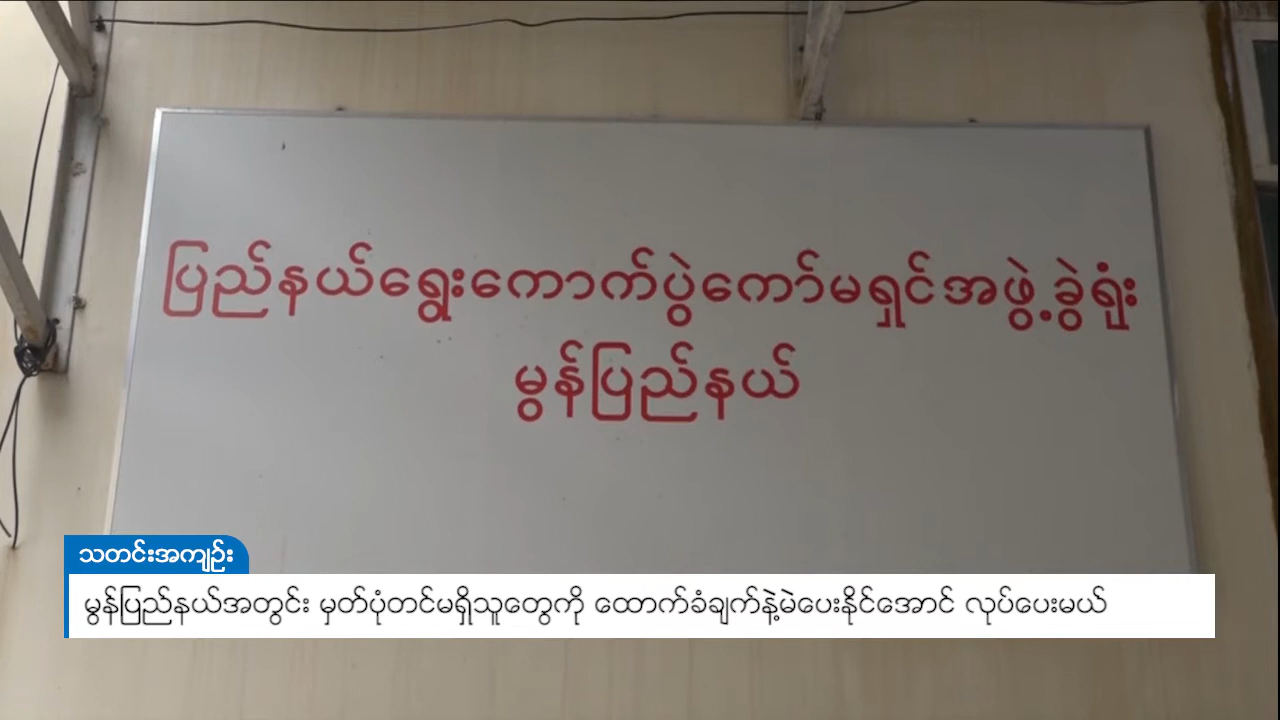 ပြည်နယ်ရွေးကောက်ပွဲကော်မရှင်အဖွဲ့ခွဲရုံး
မွန်ပြည်နယ်
သတင်းအကျဉ်း
မွန်ပြည်နယ်အတွင်း မှတ်ပုံတင်မရှိသူတွေကို ထောက်ခံချက်နဲ့မဲပေးနိုင်အောင် လုပ်ပေးမယ်